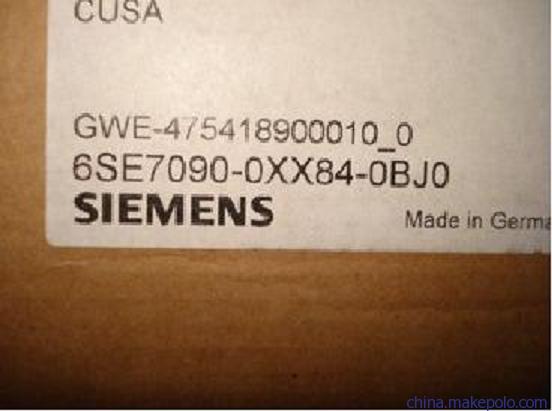 CUSA
GWE-475418900010_0
6SE7090-0XX84-0BJ0
SIEMENS
Made in Germa
china.makepolo.com